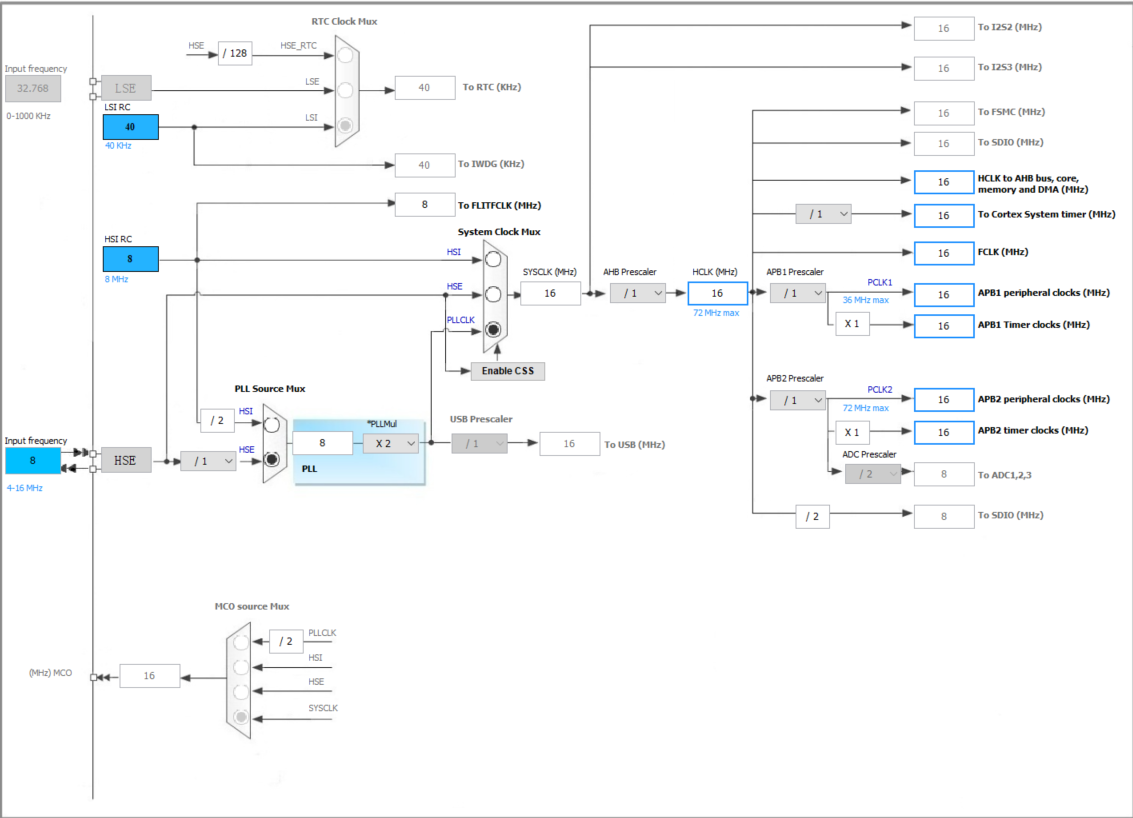 RTC Clock Mux
HSE
/ 128
HSE_RTC
Input frequency
32.768
0-1000 KHz
LSE
LSE
LSI RC
40
40 KHz
LSI
40
To RTC (KHz)
40
To IWDG (KHz)
8
To FLITFCLK (MHz)
HSI RC
8
8 MHz
System Clock Mux
HSI
HSE
PLLCLK
Enable CSS
SYSCLK (MHz)
16
AHB Prescaler
/ 1
HCLK (MHz)
16
72 MHz max
16
To I2S2 (MHz)
16
To I2S3 (MHz)
16
To FSMC (MHz)
16
To SDIO (MHz)
16
HCLK to AHB bus, core,
memory and DMA (MHz)
/ 1
16
To Cortex System timer (MHz)
16
FCLK (MHz)
APB1 Prescaler
/ 1
PCLK1
36 MHz max
16
APB1 peripheral clocks (MHz)
X 1
16
APB1 Timer clocks (MHz)
APB2 Prescaler
/ 1
PCLK2
72 MHz max
16
APB2 peripheral clocks (MHz)
X 1
16
APB2 timer clocks (MHz)
ADC Prescaler
/ 2
8
To ADC1,2,3
/ 2
8
To SDIO (MHz)
PLL Source Mux
/ 2
HSI
Input frequency
8
4-16 MHz
HSE
/ 1
HSE
8
*PLLMul
X 2
PLL
USB Prescaler
/ 1
16
To USB (MHz)
MCO source Mux
/ 2
PLLCLK
HSI
HSE
SYSCLK
(MHz) MCO
16